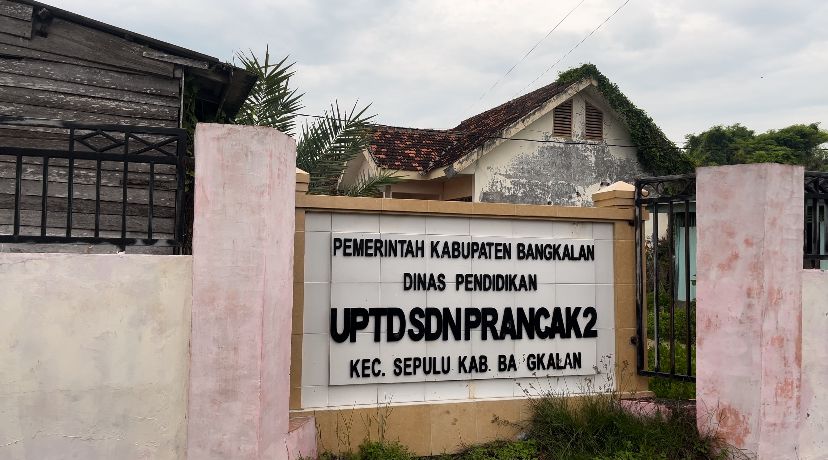 PEMERINTAH KABUPATEN BANGKALAN
DINAS PENDIDIKAN
UPTD SDN PRANCAK 2
KEC. SEPULU KAB. BA GKALAN